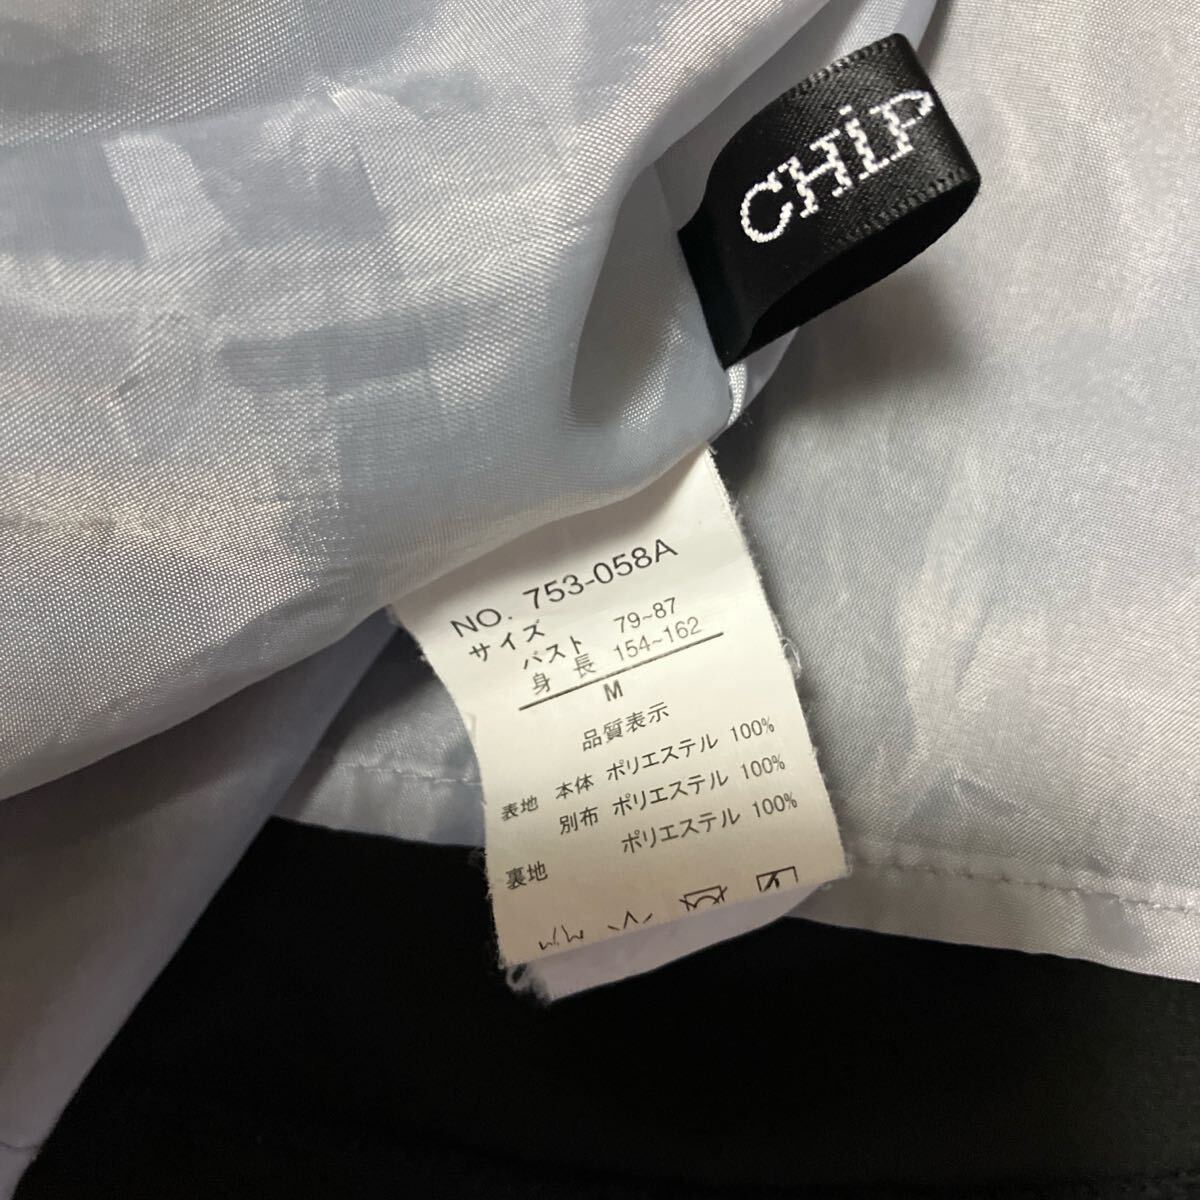 CHiP
NO. 753-058A
サイズ
バスト 79~87
身長 154~162
M
品質表示
表地 本体 ポリエステル 100%
別布 ポリエステル 100%
裏地 ポリエステル 100%